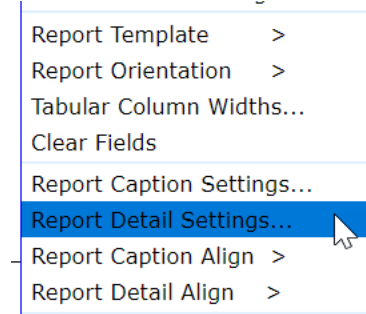 Report Template >
Report Orientation >
Tabular Column Widths...
Clear Fields
Report Caption Settings...
Report Detail Settings...
Report Caption Align >
Report Detail Align >